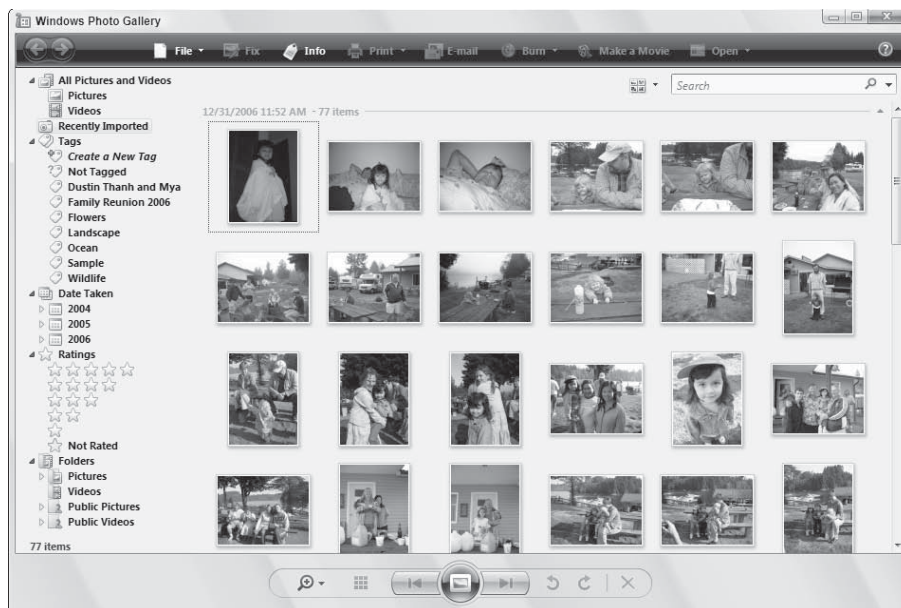 Windows Photo Gallery
File Fix Info Print E-mail Burn Make a Movie Open
All Pictures and Videos
Pictures
Videos
Recently Imported
Tags
Create a New Tag
Not Tagged
Dustin Thanh and Mya
Family Reunion 2006
Flowers
Landscape
Ocean
Sample
Wildlife
Date Taken
2004
2005
2006
Ratings
Not Rated
Folders
Pictures
Videos
Public Pictures
Public Videos
77 items
Search
12/31/2006 11:52 AM - 77 items